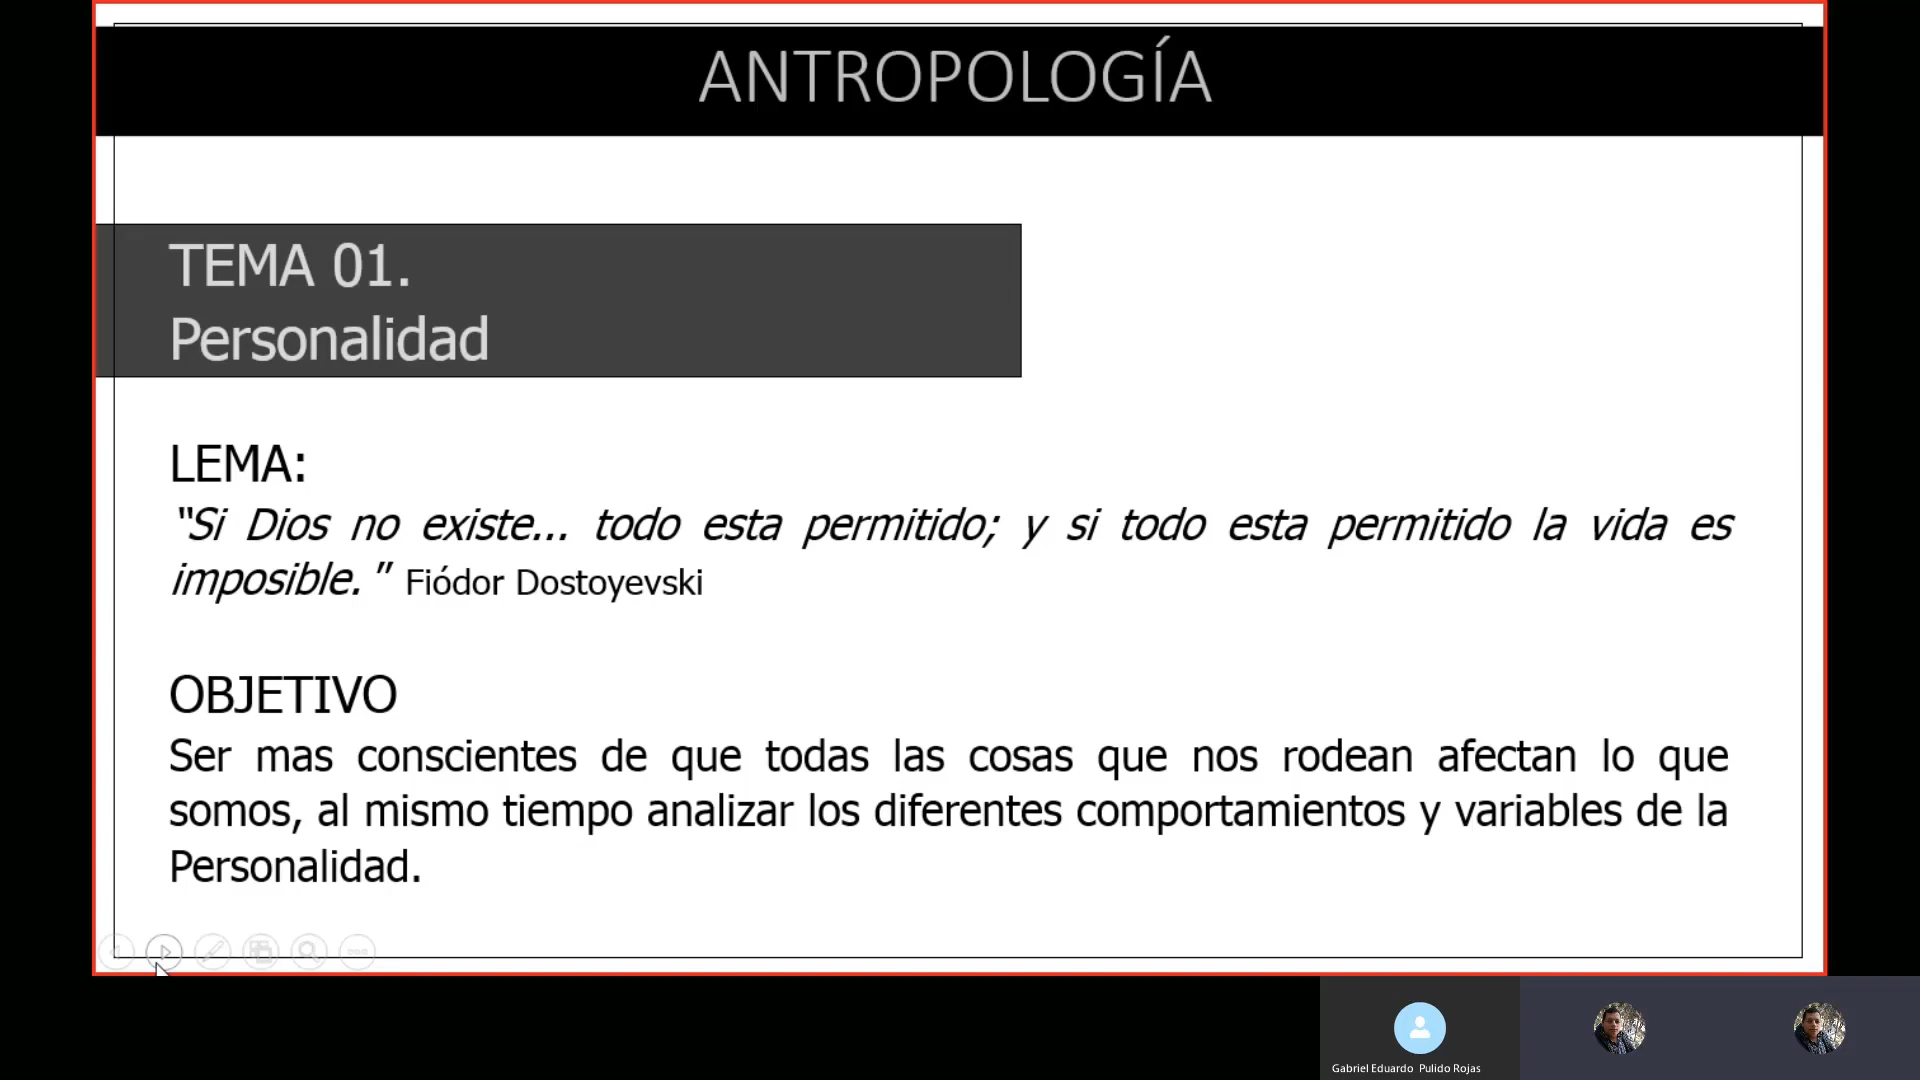 ANTROPOLOGÍA
TEMA 01.
Personalidad
LEMA:
“Si Dios no existe... todo esta permitido; y si todo esta permitido la vida es
imposible.” Fiódor Dostoyevski
OBJETIVO
Ser mas conscientes de que todas las cosas que nos rodean afectan lo que
somos, al mismo tiempo analizar los diferentes comportamientos y variables de la
Personalidad.
Gabriel Eduardo Pulido Rojas